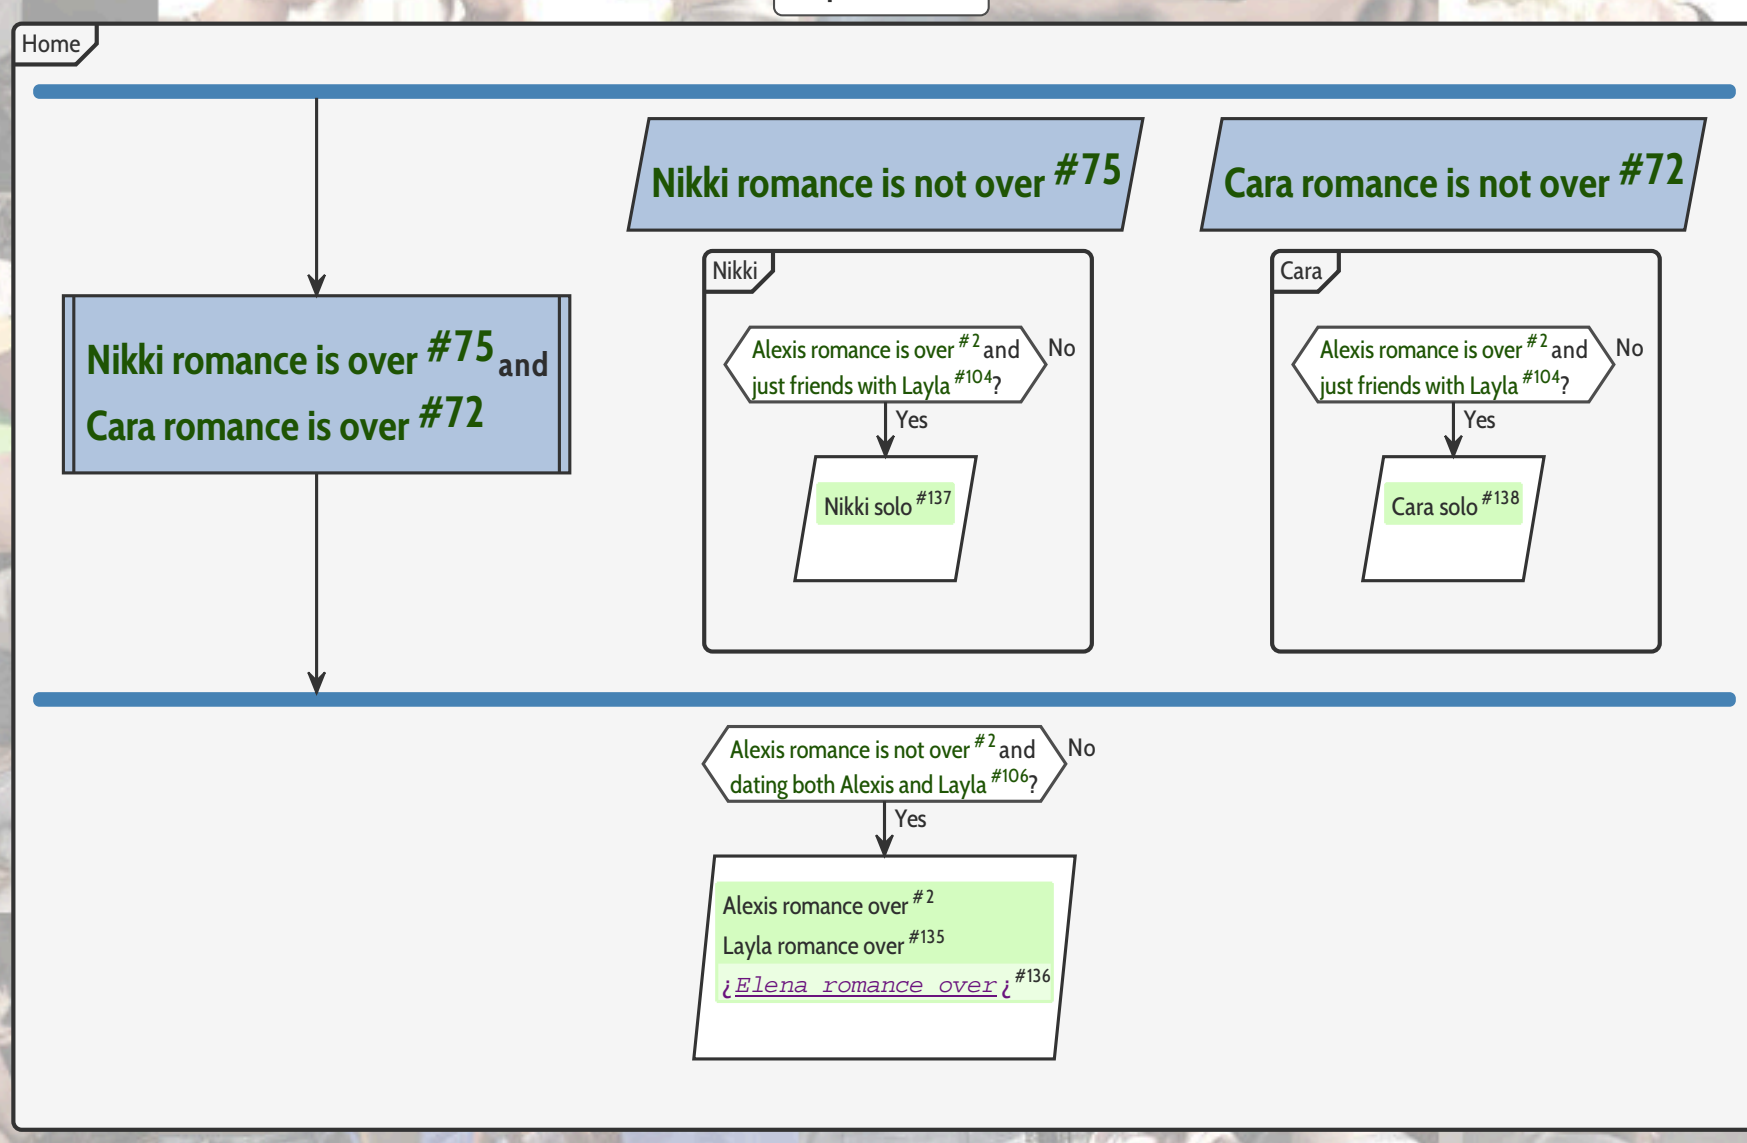 Home
Nikki romance is not over #75
Cara romance is not over #72
Nikki romance is over #75 and
Cara romance is over #72
Nikki
Alexis romance is over #2 and
just friends with Layla #104?
No
Yes
Nikki solo #137
Cara
Alexis romance is over #2 and
just friends with Layla #104?
No
Yes
Cara solo #138
Alexis romance is not over #2 and
dating both Alexis and Layla #106?
No
Yes
Alexis romance over #2
Layla romance over #135
¿Elena romance over¿ #136